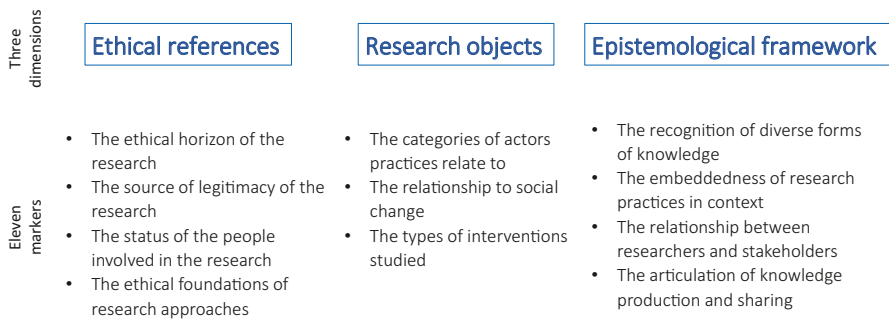 Three
dimensions
Ethical references
Research objects
Epistemological framework
Eleven
markers
• The ethical horizon of the
research
• The source of legitimacy of the
research
• The status of the people
involved in the research
• The ethical foundations of
research approaches
• The categories of actors
practices relate to
• The relationship to social
change
• The types of interventions
studied
• The recognition of diverse forms
of knowledge
• The embeddedness of research
practices in context
• The relationship between
researchers and stakeholders
• The articulation of knowledge
production and sharing